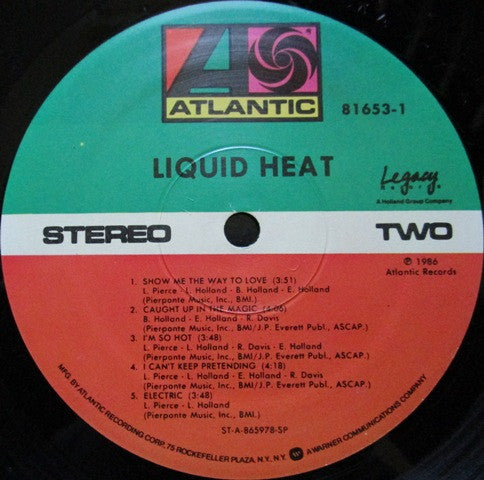 ATLANTIC
81653-1
LIQUID HEAT
Legacy
A Holland Group Company
STEREO
TWO
℗ 1986
Atlantic Records
1. SHOW ME THE WAY TO LOVE (3:51)
L. Pierce - L. Holland - B. Holland - E. Holland
(Pierponte Music, Inc., BMI.)
2. CAUGHT UP IN THE MAGIC (4:06)
B. Holland - E. Holland - R. Davis
(Pierponte Music, Inc., BMI/J.P. Everett Publ., ASCAP.)
3. I'M SO HOT (3:48)
L. Pierce - L. Holland - R. Davis - E. Holland
(Pierponte Music, Inc., BMI/J.P. Everett Publ., ASCAP.)
4. I CAN'T KEEP PRETENDING (4:18)
L. Pierce - L. Holland - E. Holland - R. Davis
(Pierponte Music, Inc., BMI/J.P. Everett Publ., ASCAP.)
5. ELECTRIC (3:48)
L. Pierce - L. Holland
(Pierponte Music, Inc., BMI.)
ST-A-865978-SP
MFG. BY ATLANTIC RECORDING CORP., 75 ROCKEFELLER PLAZA, N.Y., N.Y. A WARNER COMMUNICATIONS COMPANY